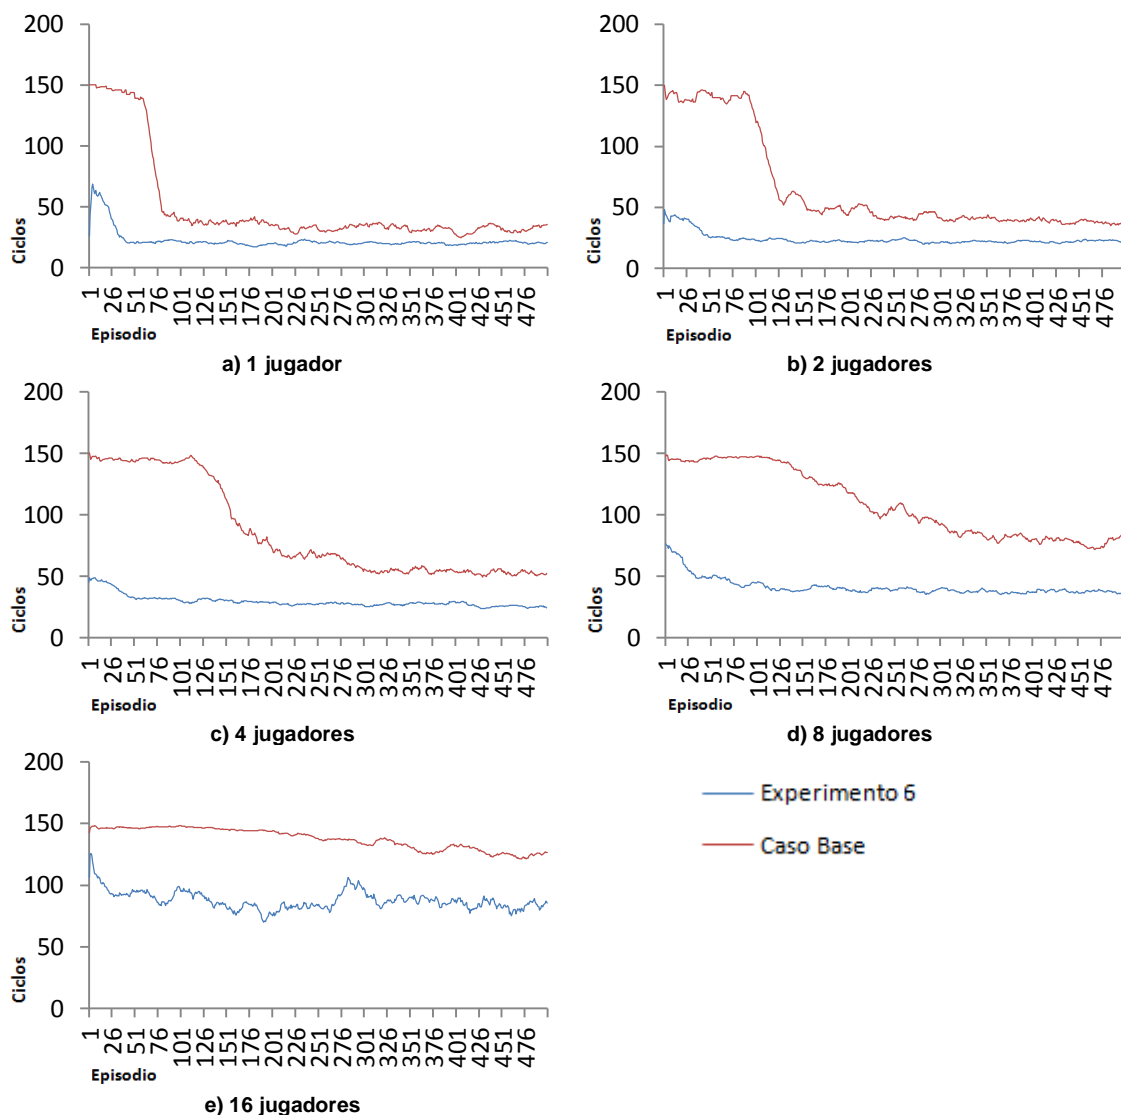 200
150
100
50
0
Ciclos
1 26 51 76 101 126 151 176 201 226 251 276 301 326 351 376 401 426 451 476
Episodio
a) 1 jugador
200
150
100
50
0
Ciclos
1 26 51 76 101 126 151 176 201 226 251 276 301 326 351 376 401 426 451 476
Episodio
b) 2 jugadores
200
150
100
50
0
Ciclos
1 26 51 76 101 126 151 176 201 226 251 276 301 326 351 376 401 426 451 476
Episodio
c) 4 jugadores
200
150
100
50
0
Ciclos
1 26 51 76 101 126 151 176 201 226 251 276 301 326 351 376 401 426 451 476
Episodio
d) 8 jugadores
200
150
100
50
0
Ciclos
1 26 51 76 101 126 151 176 201 226 251 276 301 326 351 376 401 426 451 476
Episodio
e) 16 jugadores
Experimento 6
Caso Base